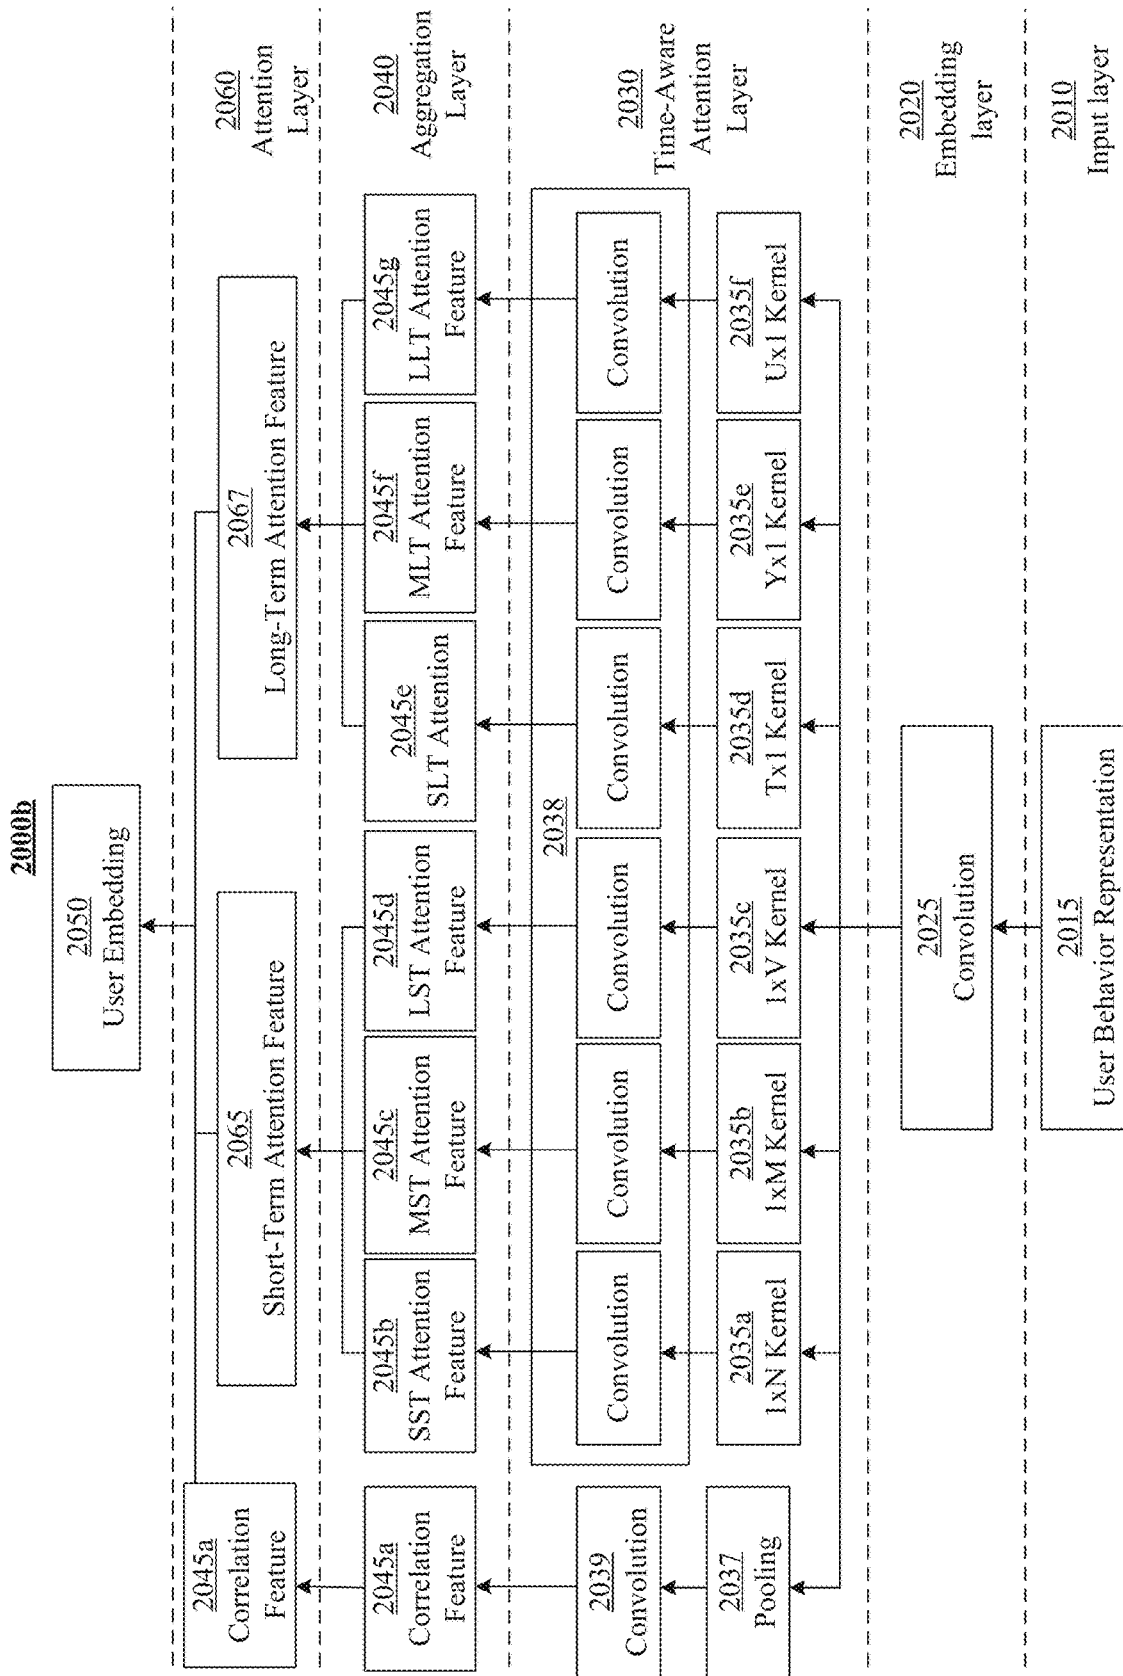 2000b
2050
User Embedding
2060
Attention
Layer
2045a
Correlation
Feature
2065
Short-Term Attention Feature
2067
Long-Term Attention Feature
2040
Aggregation
Layer
2045a
Correlation
Feature
2045b
SST Attention
Feature
2045c
MST Attention
Feature
2045d
LST Attention
Feature
2045e
SLT Attention
2045f
MLT Attention
Feature
2045g
LLT Attention
Feature
2030
Time-Aware
Attention
Layer
2038
2039
Convolution
Convolution
Convolution
Convolution
Convolution
Convolution
Convolution
2037
Pooling
2035a
1xN Kernel
2035b
1xM Kernel
2035c
1xV Kernel
2035d
Tx1 Kernel
2035e
Yx1 Kernel
2035f
Ux1 Kernel
2020
Embedding
layer
2025
Convolution
2010
Input layer
2015
User Behavior Representation